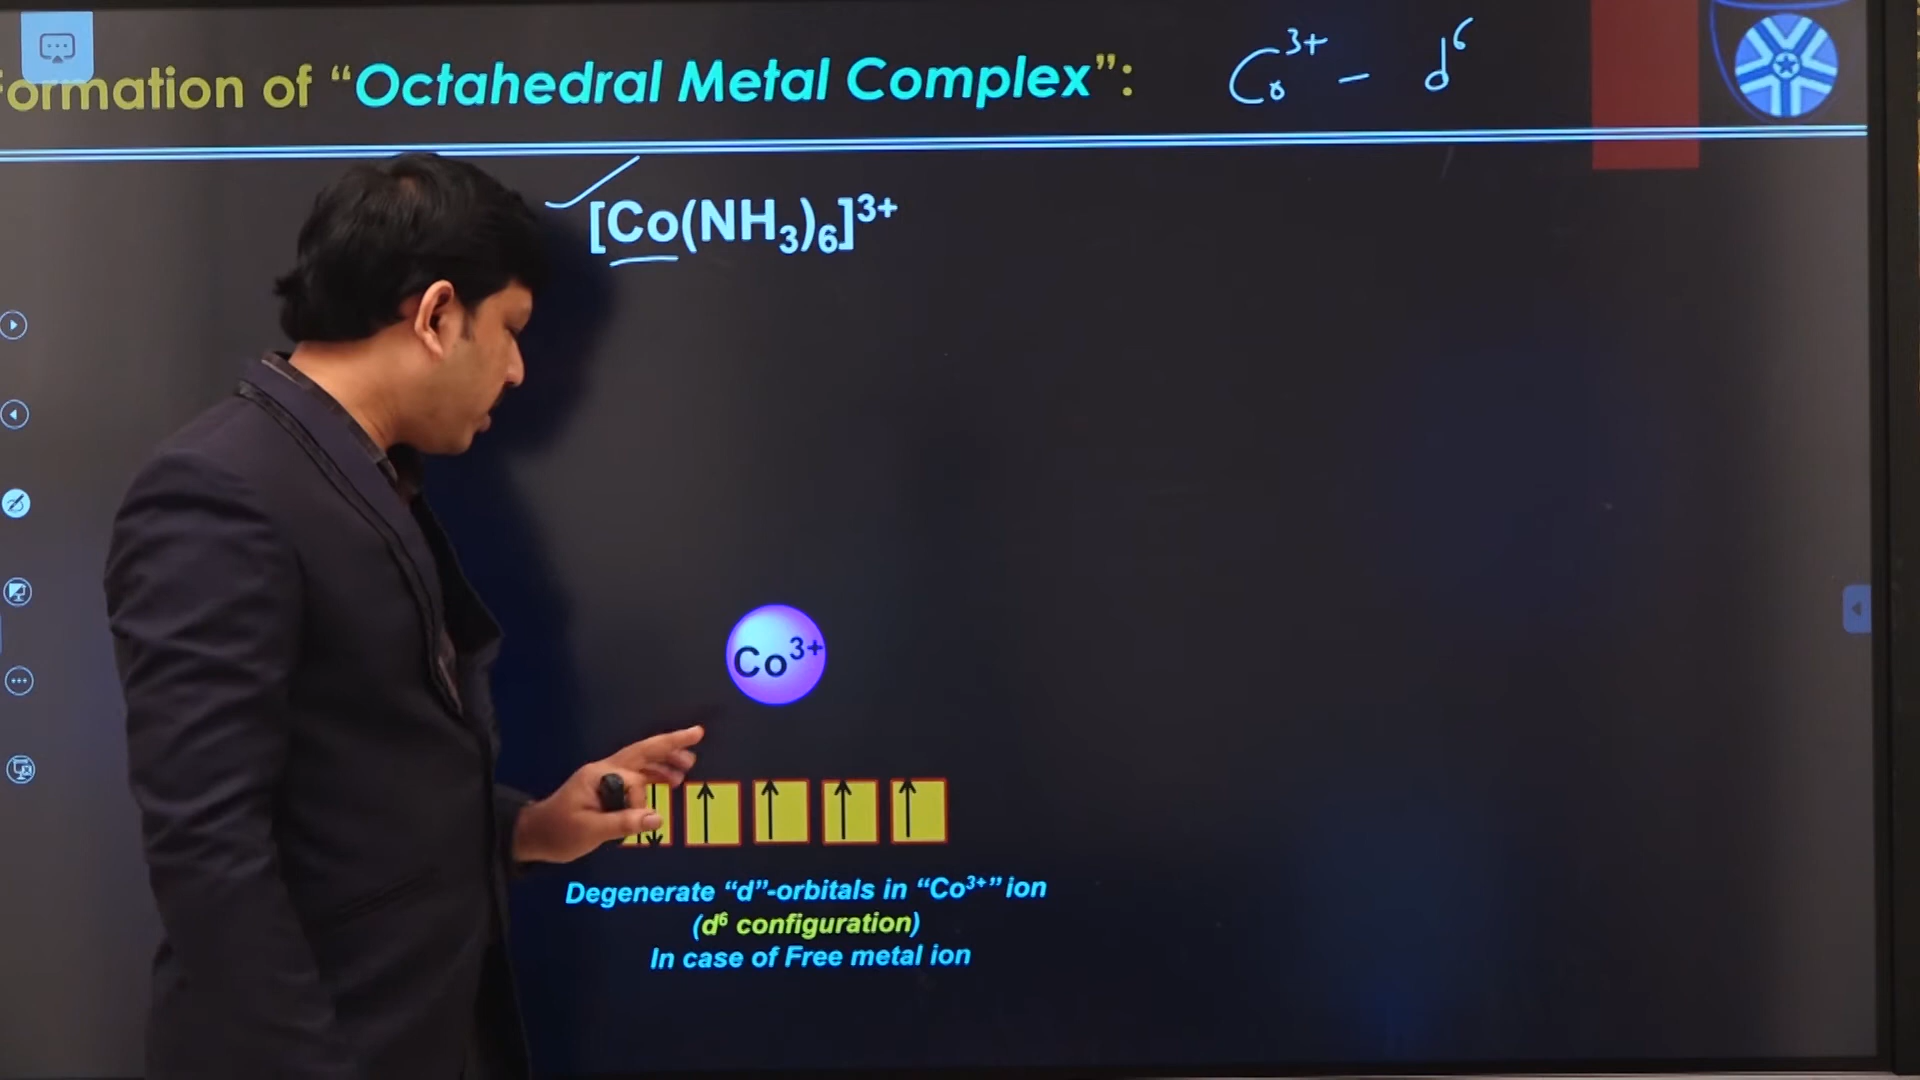 Formation of “Octahedral Metal Complex”: Co³⁺ – d⁶
[Co(NH₃)₆]³⁺
Co³⁺
Degenerate “d”-orbitals in “Co³⁺” ion
(d⁶ configuration)
In case of Free metal ion